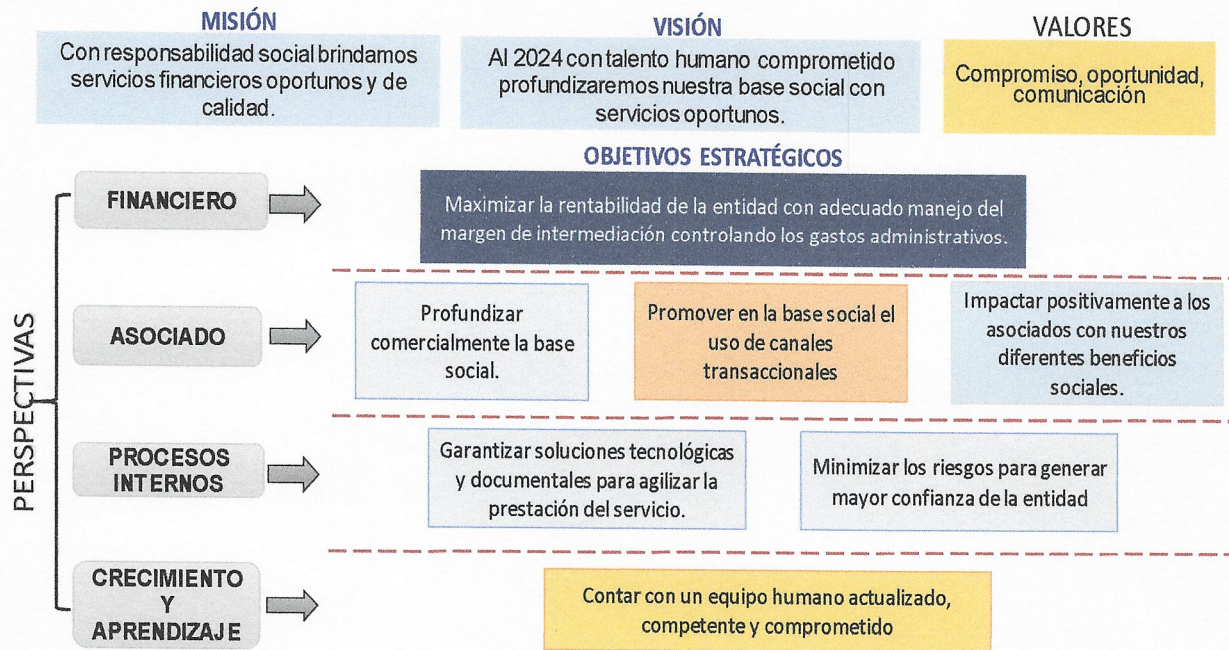 MISIÓN
Con responsabilidad social brindamos
servicios financieros oportunos y de
calidad.
VISIÓN
Al 2024 con talento humano comprometido
profundizaremos nuestra base social con
servicios oportunos.
VALORES
Compromiso, oportunidad,
comunicación
OBJETIVOS ESTRATÉGICOS
PERSPECTIVAS
FINANCIERO
Maximizar la rentabilidad de la entidad con adecuado manejo del
margen de intermediación controlando los gastos administrativos.
ASOCIADO
Profundizar
comercialmente la base
social.
Promover en la base social el
uso de canales
transaccionales
Impactar positivamente a los
asociados con nuestros
diferentes beneficios
sociales.
PROCESOS
INTERNOS
Garantizar soluciones tecnológicas
y documentales para agilizar la
prestación del servicio.
Minimizar los riesgos para generar
mayor confianza de la entidad
CRECIMIENTO
Y
APRENDIZAJE
Contar con un equipo humano actualizado,
competente y comprometido